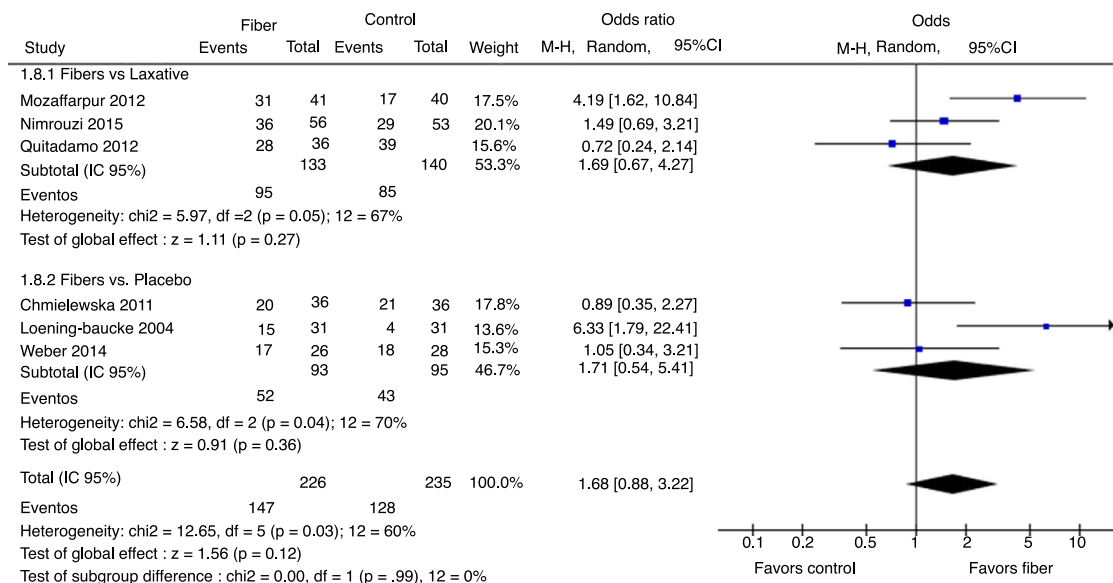 Fiber Control Odds ratio Odds
Study Events Total Events Total Weight M-H, Random, 95%CI M-H, Random, 95%CI
1.8.1 Fibers vs Laxative
Mozaffarpur 2012 31 41 17 40 17.5% 4.19 [1.62, 10.84]
Nimrouzi 2015 36 56 29 53 20.1% 1.49 [0.69, 3.21]
Quitadamo 2012 28 36 39 15.6% 0.72 [0.24, 2.14]
Subtotal (IC 95%) 133 140 53.3% 1.69 [0.67, 4.27]
Eventos 95 85
Heterogeneity: chi2 = 5.97, df =2 (p = 0.05); 12 = 67%
Test of global effect : z = 1.11 (p = 0.27)
1.8.2 Fibers vs. Placebo
Chmielewska 2011 20 36 21 36 17.8% 0.89 [0.35, 2.27]
Loening-baucke 2004 15 31 4 31 13.6% 6.33 [1.79, 22.41]
Weber 2014 17 26 18 28 15.3% 1.05 [0.34, 3.21]
Subtotal (IC 95%) 93 95 46.7% 1.71 [0.54, 5.41]
Eventos 52 43
Heterogeneity: chi2 = 6.58, df = 2 (p = 0.04); 12 = 70%
Test of global effect : z = 0.91 (p = 0.36)
Total (IC 95%) 226 235 100.0% 1.68 [0.88, 3.22]
Eventos 147 128
Heterogeneity: chi2 = 12.65, df = 5 (p = 0.03); 12 = 60%
Test of global effect : z = 1.56 (p = 0.12)
Test of subgroup difference : chi2 = 0.00, df = 1 (p = .99), 12 = 0%
0.1 0.2 0.5 1 2 5 10
Favors control Favors fiber